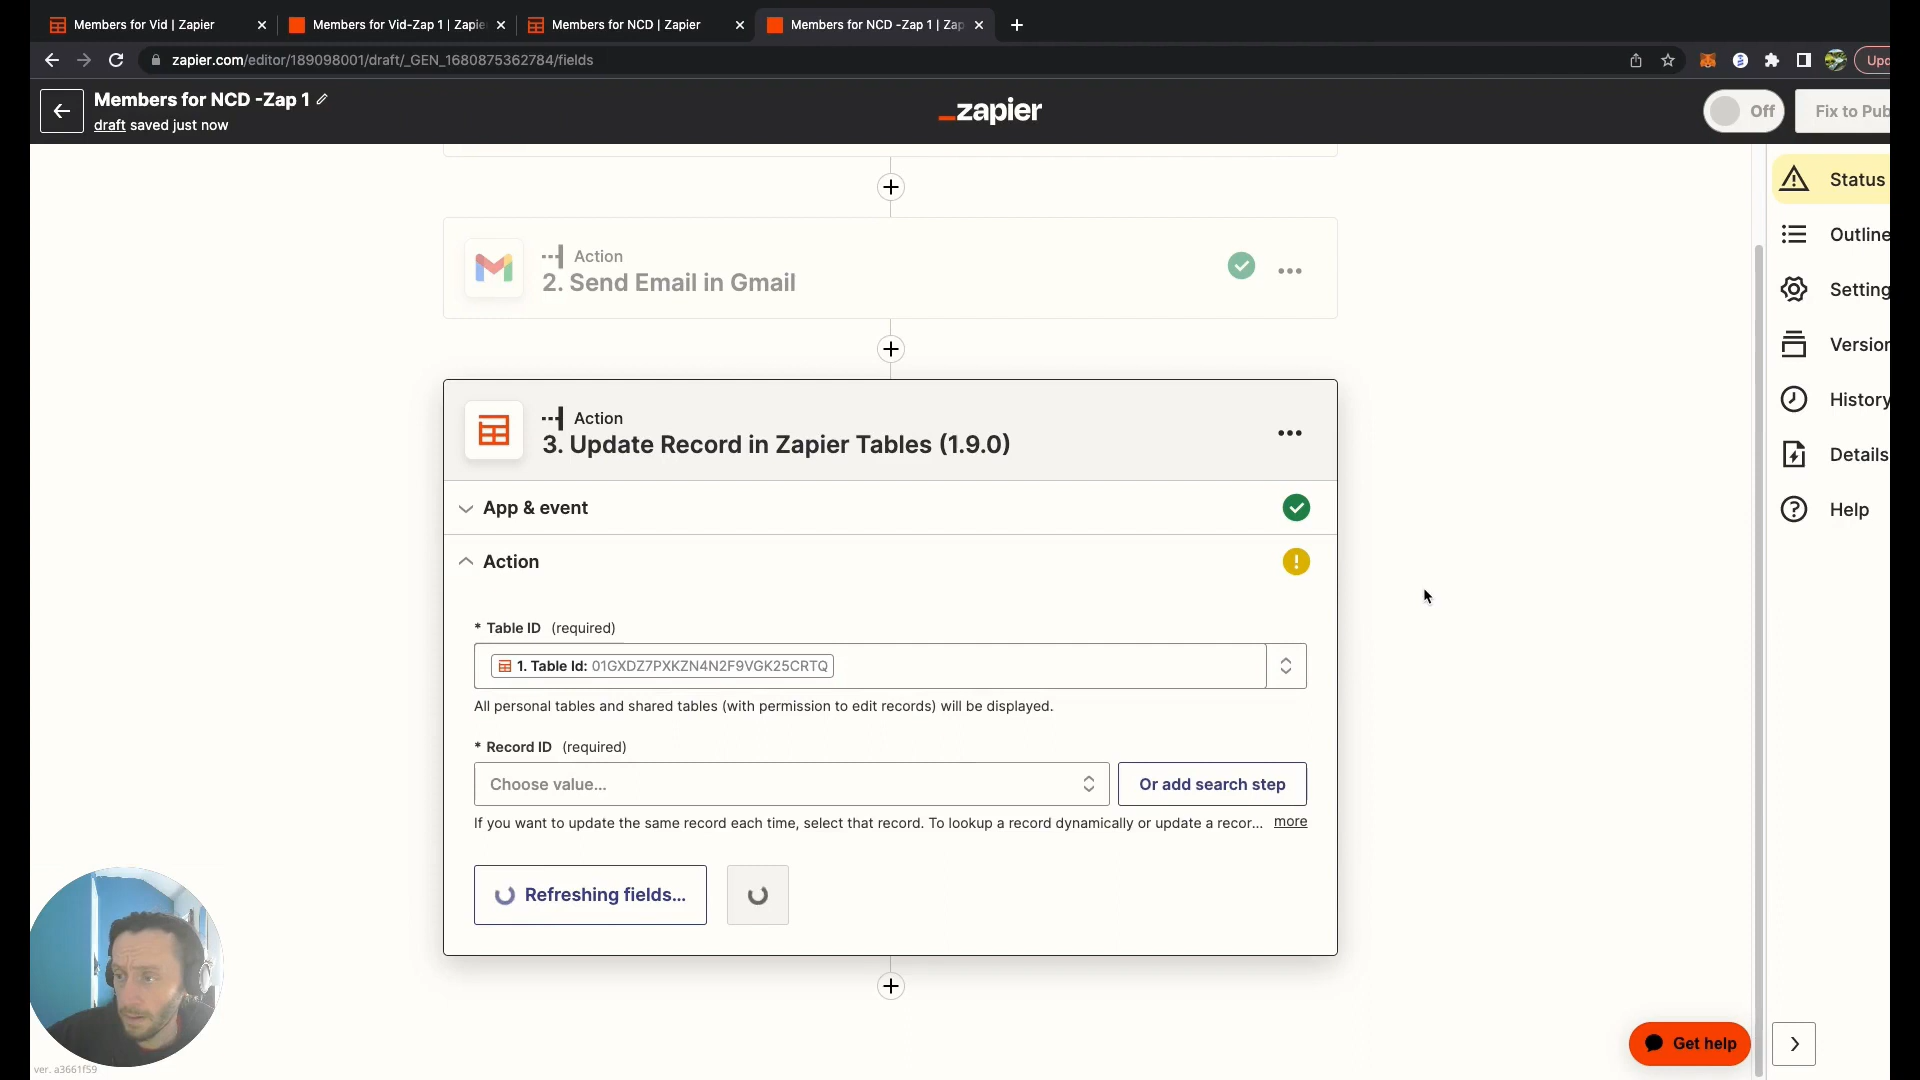 Members for Vid | Zapier
Members for Vid-Zap 1 | Zapie
Members for NCD | Zapier
Members for NCD -Zap 1 | Zap
zapier.com/editor/189098001/draft/_GEN_1680875362784/fields
Upd
Members for NCD -Zap 1
draft saved just now
_zapier
Off
Fix to Pub
Status
Outline
Setting
Version
History
Details
Help
Action
2. Send Email in Gmail
Action
3. Update Record in Zapier Tables (1.9.0)
App & event
Action
* Table ID (required)
1. Table Id: 01GXDZ7PXKZN4N2F9VGK25CRTQ
All personal tables and shared tables (with permission to edit records) will be displayed.
* Record ID (required)
Choose value...
Or add search step
If you want to update the same record each time, select that record. To lookup a record dynamically or update a recor... more
Refreshing fields...
Get help
ver. a3661f59